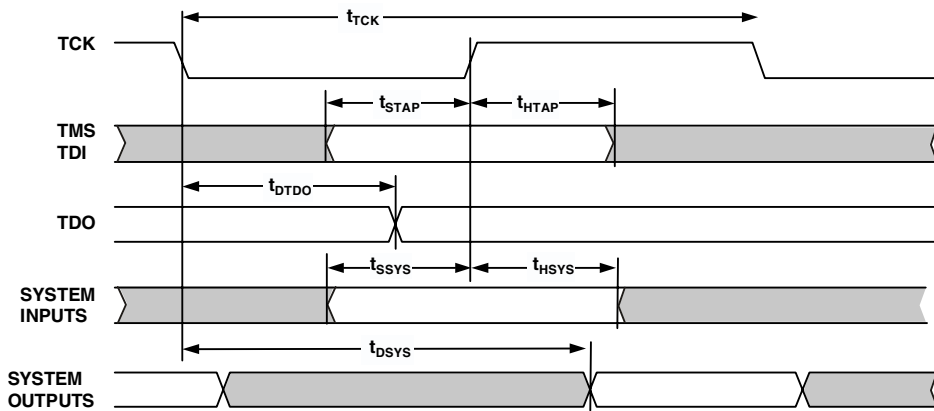 tTCK
TCK
tSTAP
tHTAP
TMS
TDI
tDTDO
TDO
tSSYS
tHSYS
SYSTEM
INPUTS
tDSYS
SYSTEM
OUTPUTS